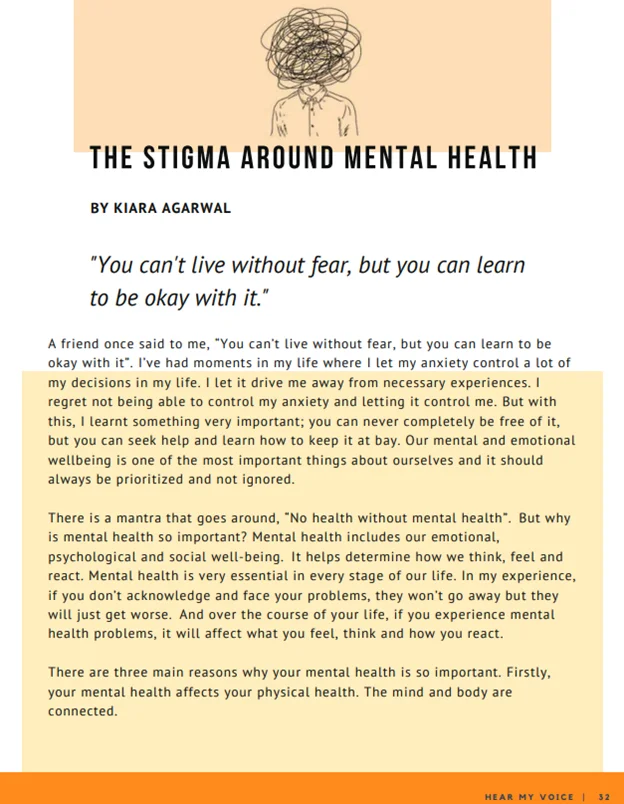 THE STIGMA AROUND MENTAL HEALTH
BY KIARA AGARWAL
"You can't live without fear, but you can learn
to be okay with it."
A friend once said to me, “You can’t live without fear, but you can learn to be
okay with it”. I’ve had moments in my life where I let my anxiety control a lot of
my decisions in my life. I let it drive me away from necessary experiences. I
regret not being able to control my anxiety and letting it control me. But with
this, I learnt something very important; you can never completely be free of it,
but you can seek help and learn how to keep it at bay. Our mental and emotional
wellbeing is one of the most important things about ourselves and it should
always be prioritized and not ignored.
There is a mantra that goes around, “No health without mental health”.  But why
is mental health so important? Mental health includes our emotional,
psychological and social well-being.  It helps determine how we think, feel and
react. Mental health is very essential in every stage of our life. In my experience,
if you don’t acknowledge and face your problems, they won’t go away but they
will just get worse.  And over the course of your life, if you experience mental
health problems, it will affect what you feel, think and how you react.
There are three main reasons why your mental health is so important. Firstly,
your mental health affects your physical health. The mind and body are
connected.
HEAR MY VOICE | 32